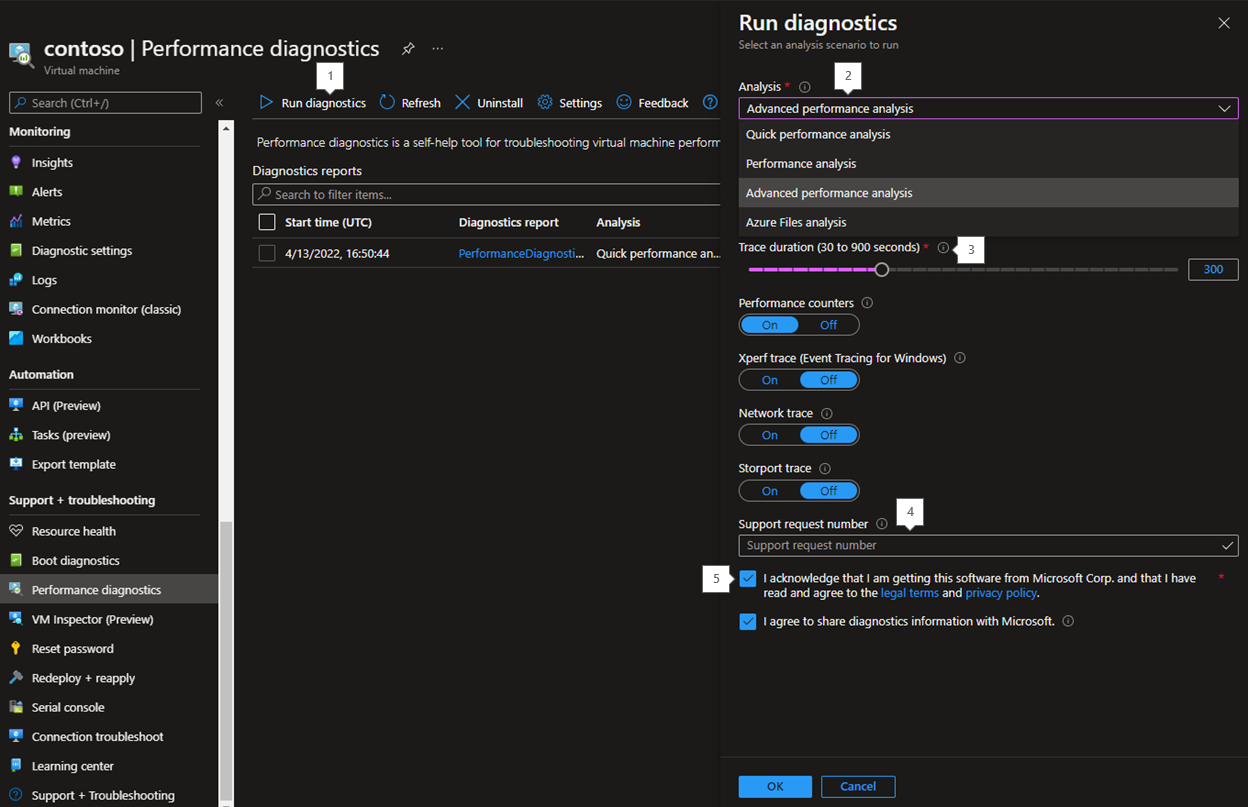 contoso | Performance diagnostics
...
Virtual machine
Search (Ctrl+/)
«
Monitoring
Insights
Alerts
Metrics
Diagnostic settings
Logs
Connection monitor (classic)
Workbooks
Automation
API (Preview)
Tasks (preview)
Export template
Support + troubleshooting
Resource health
Boot diagnostics
Performance diagnostics
VM Inspector (Preview)
Reset password
Redeploy + reapply
Serial console
Connection troubleshoot
Learning center
Support + Troubleshooting
1
Run diagnostics Refresh Uninstall Settings Feedback ?
Performance diagnostics is a self-help tool for troubleshooting virtual machine perform
Diagnostics reports
Search to filter items...
Start time (UTC) Diagnostics report Analysis
4/13/2022, 16:50:44 PerformanceDiagnosti... Quick performance an...
Run diagnostics
Select an analysis scenario to run
Analysis * 2
Advanced performance analysis
Quick performance analysis
Performance analysis
Advanced performance analysis
Azure Files analysis
Trace duration (30 to 900 seconds) * 3
300
Performance counters
On Off
Xperf trace (Event Tracing for Windows)
On Off
Network trace
On Off
Storport trace
On Off
Support request number 4
Support request number
5 I acknowledge that I am getting this software from Microsoft Corp. and that I have *
read and agree to the legal terms and privacy policy.
I agree to share diagnostics information with Microsoft.
OK Cancel